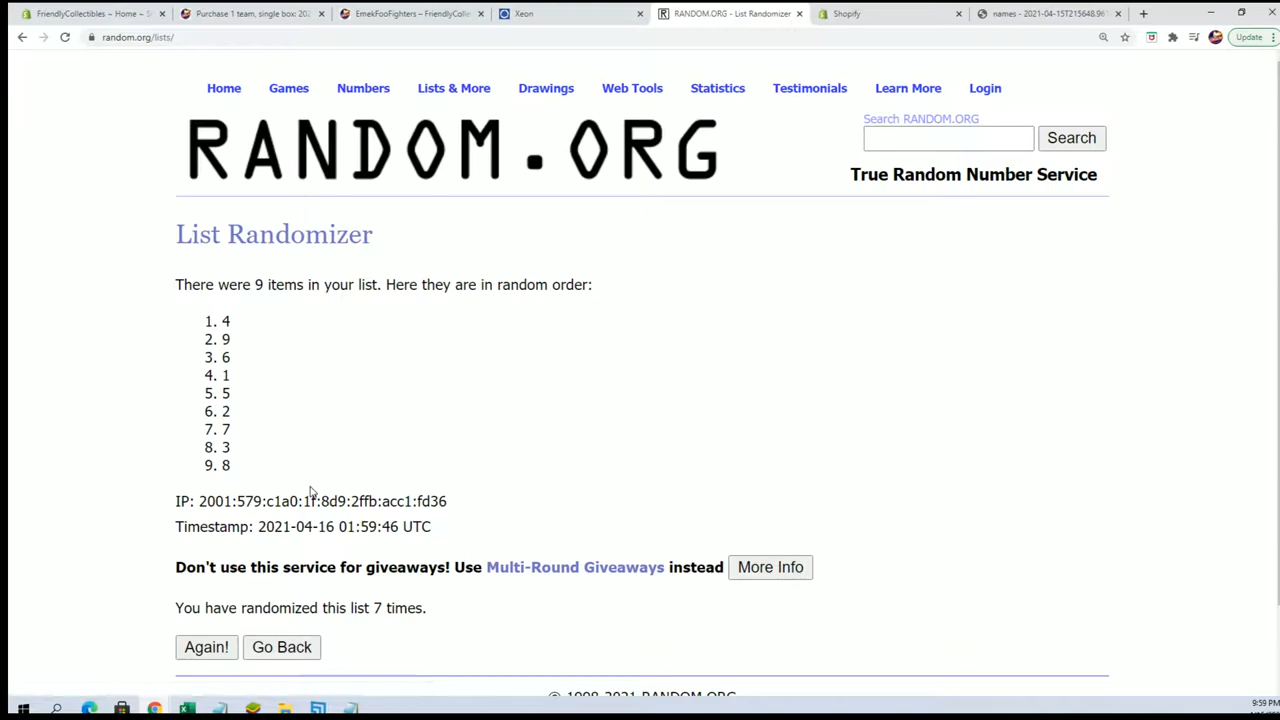 FriendlyCollectibles ~ Home ~ S
Purchase 1 team, single box: 202
EmekFooFighters – FriendlyColle
Xeon
RANDOM.ORG - List Randomizer
Shopify
names - 2021-04-15T215648.96
random.org/lists/
Update
Home
Games
Numbers
Lists & More
Drawings
Web Tools
Statistics
Testimonials
Learn More
Login
RANDOM.ORG
Search RANDOM.ORG
Search
True Random Number Service
List Randomizer
There were 9 items in your list. Here they are in random order:
1. 4
2. 9
3. 6
4. 1
5. 5
6. 2
7. 7
8. 3
9. 8
IP: 2001:579:c1a0:1f:8d9:2ffb:acc1:fd36
Timestamp: 2021-04-16 01:59:46 UTC
Don't use this service for giveaways! Use Multi-Round Giveaways instead
More Info
You have randomized this list 7 times.
Again!
Go Back
© 1998-2021 RANDOM.ORG
9:59 PM